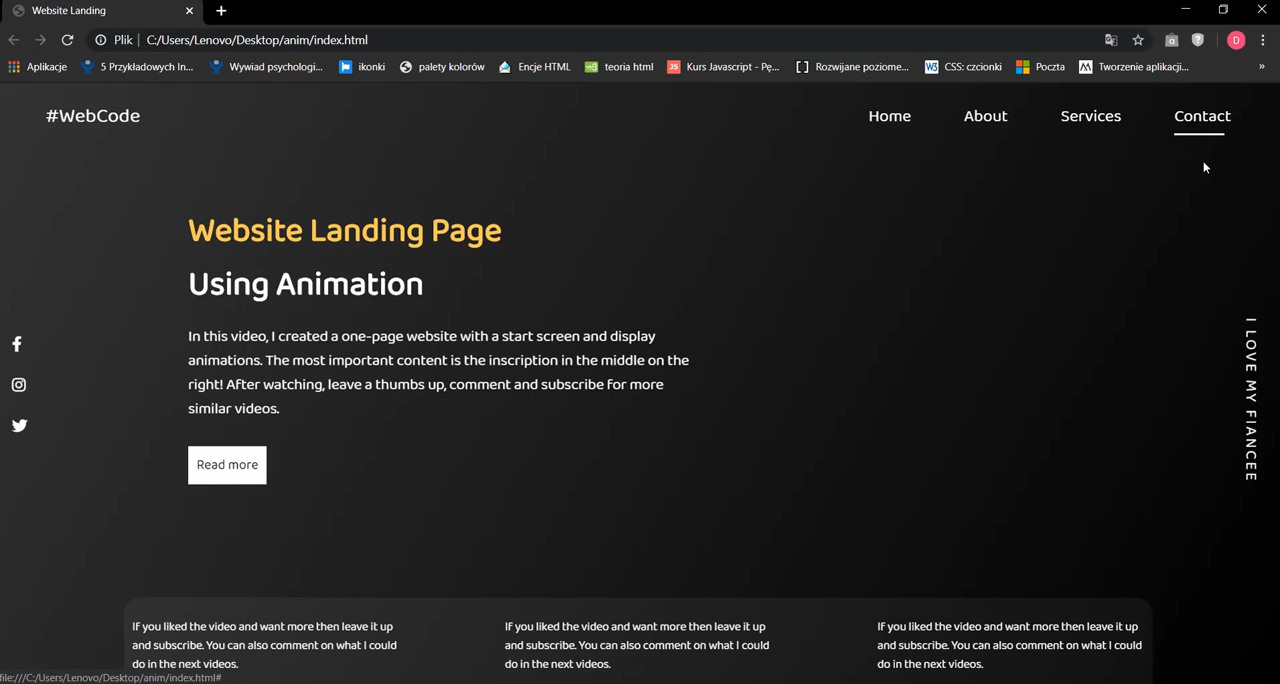 Website Landing
Plik
C:/Users/Lenovo/Desktop/anim/index.html
D
Aplikacje
5 Przykładowych In...
Wywiad psychologi...
ikonki
palety kolorów
Encje HTML
teoria html
Kurs Javascript - Pę...
Rozwijane poziome...
CSS: czcionki
Poczta
Tworzenie aplikacji...
»
#WebCode
Home
About
Services
Contact
Website Landing Page
Using Animation
In this video, I created a one-page website with a start screen and display
animations. The most important content is the inscription in the middle on the
right! After watching, leave a thumbs up, comment and subscribe for more
similar videos.
Read more
I LOVE MY FIANCEE
If you liked the video and want more then leave it up
and subscribe. You can also comment on what I could
do in the next videos.
If you liked the video and want more then leave it up
and subscribe. You can also comment on what I could
do in the next videos.
If you liked the video and want more then leave it up
and subscribe. You can also comment on what I could
do in the next videos.
file:///C:/Users/Lenovo/Desktop/anim/index.html#